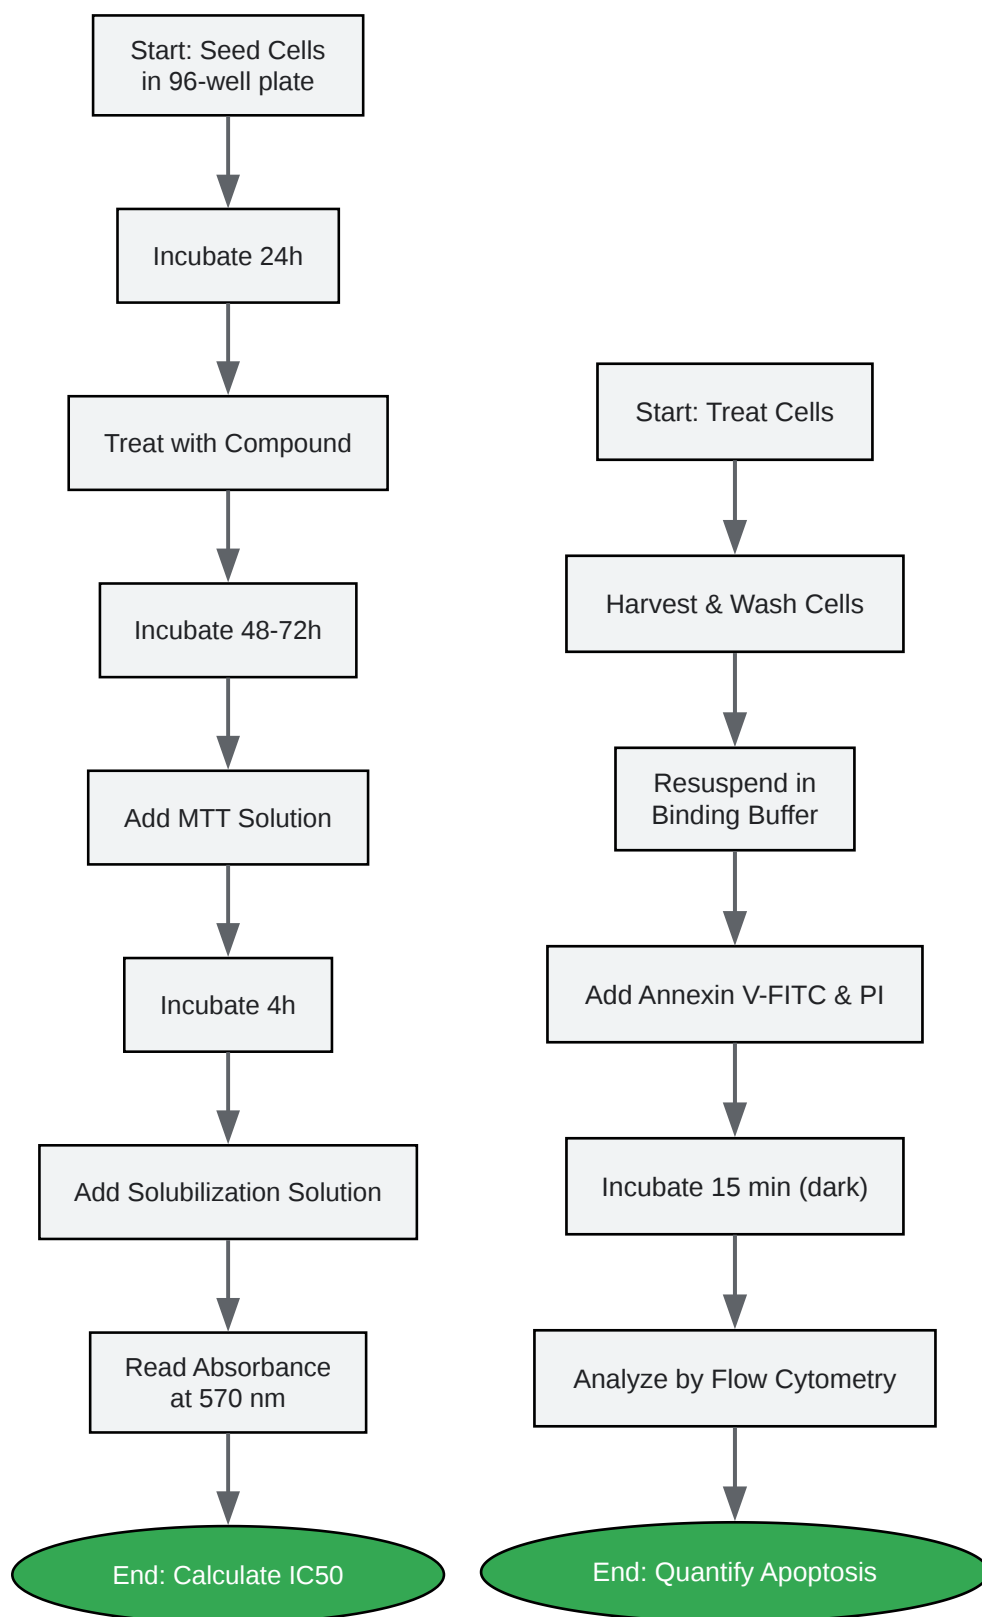 Start: Seed Cells
in 96-well plate
Incubate 24h
Treat with Compound
Incubate 48-72h
Add MTT Solution
Incubate 4h
Add Solubilization Solution
Read Absorbance
at 570 nm
End: Calculate IC50
Start: Treat Cells
Harvest & Wash Cells
Resuspend in
Binding Buffer
Add Annexin V-FITC & PI
Incubate 15 min (dark)
Analyze by Flow Cytometry
End: Quantify Apoptosis